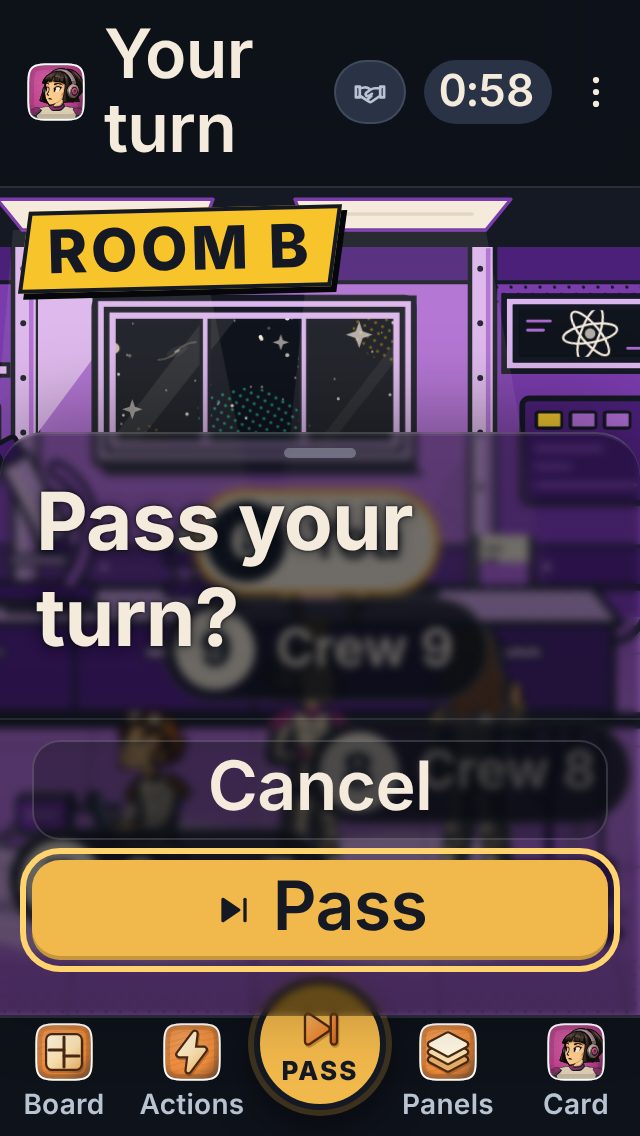 Your
turn
0:58
ROOM B
Pass your
turn?
Crew 9
Crew 8
Cancel
Pass
PASS
Board
Actions
Panels
Card